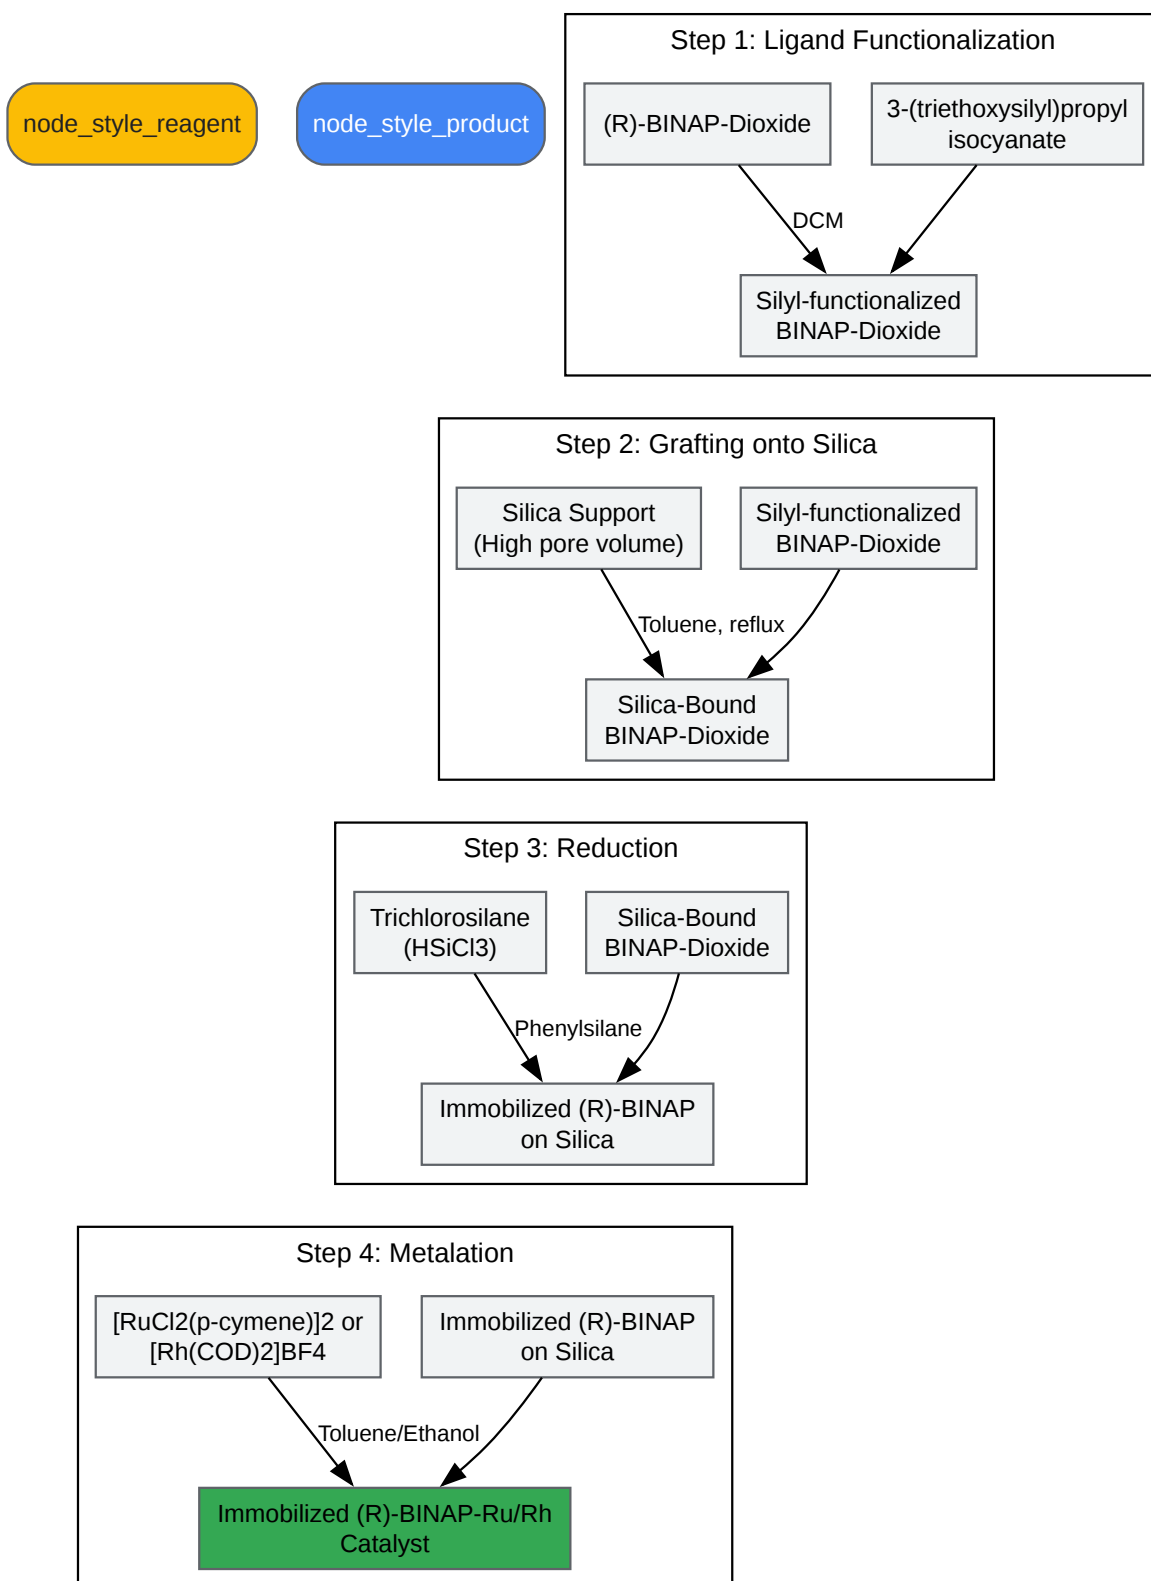 node_style_reagent
node_style_product
Step 1: Ligand Functionalization
(R)-BINAP-Dioxide
3-(triethoxysilyl)propyl
isocyanate
DCM
Silyl-functionalized
BINAP-Dioxide
Step 2: Grafting onto Silica
Silica Support
(High pore volume)
Silyl-functionalized
BINAP-Dioxide
Toluene, reflux
Silica-Bound
BINAP-Dioxide
Step 3: Reduction
Trichlorosilane
(HSiCl3)
Silica-Bound
BINAP-Dioxide
Phenylsilane
Immobilized (R)-BINAP
on Silica
Step 4: Metalation
[RuCl2(p-cymene)]2 or
[Rh(COD)2]BF4
Immobilized (R)-BINAP
on Silica
Toluene/Ethanol
Immobilized (R)-BINAP-Ru/Rh
Catalyst